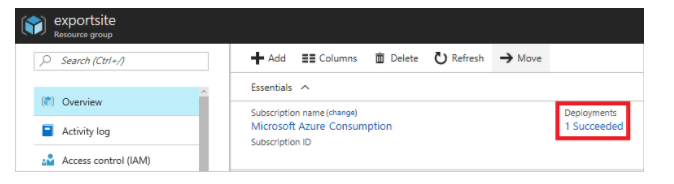 exportsite
Resource group
Search (Ctrl+/)
Add Columns Delete Refresh Move
Essentials
Overview
Subscription name (change) Deployments
Microsoft Azure Consumption 1 Succeeded
Activity log
Subscription ID
Access control (IAM)